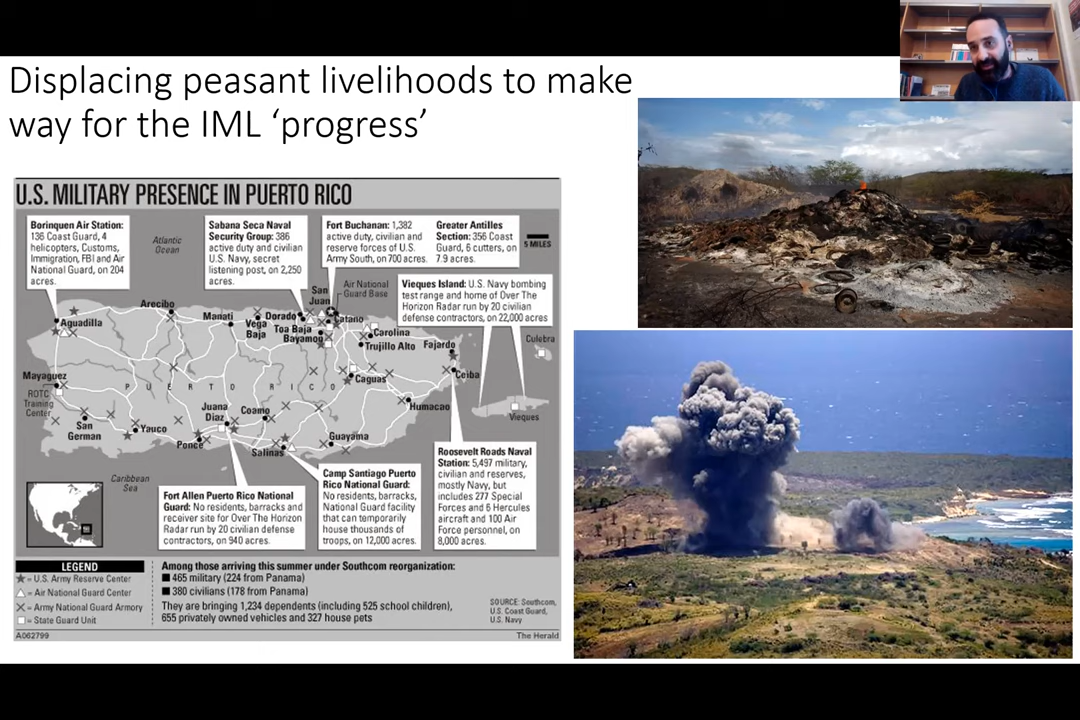 Displacing peasant livelihoods to make
way for the IML ‘progress’
U.S. MILITARY PRESENCE IN PUERTO RICO
Borinquen Air Station:
136 Coast Guard, 4
helicopters, Customs,
Immigration, FBI and Air
National Guard, on 204
acres.
Atlantic
Ocean
Sabana Seca Naval
Security Group: 386
active duty and civilian
U.S. Navy, secret
listening post, on 2,250
acres.
Fort Buchanan: 1,382
active duty, civilian and
reserve forces of U.S.
Army South, on 700 acres.
Greater Antilles
Section: 356 Coast
Guard, 6 cutters, on
7.9 acres.
5 MILES
Air National
Guard Base
Vieques Island: U.S. Navy bombing
test range and home of Over The
Horizon Radar run by 20 civilian
defense contractors, on 22,000 acres
San
Juan
Arecibo
Aguadilla
Manati
Vega
Baja
Dorado
Toa Baja
Bayamon
Catano
Carolina
Trujillo Alto
Fajardo
Culebra
Mayaguez
PUERTO RICO
Caguas
Ceiba
ROTC
Training
Center
San
German
Yauco
Juana
Diaz
Coamo
Humacao
Vieques
Ponce
Salinas
Guayama
Caribbean
Sea
Fort Allen Puerto Rico National
Guard: No residents, barracks and
receiver site for Over The Horizon
Radar run by 20 civilian defense
contractors, on 940 acres.
Camp Santiago Puerto
Rico National Guard:
No residents, barracks,
National Guard facility
that can temporarily
house thousands of
troops, on 12,000 acres.
Roosevelt Roads Naval
Station: 5,497 military,
civilian and reserves,
mostly Navy, but
includes 277 Special
Forces and 6 Hercules
aircraft and 100 Air
Force personnel, on
8,000 acres.
LEGEND
= U.S. Army Reserve Center
= Air National Guard Center
= Army National Guard Armory
= State Guard Unit
Among those arriving this summer under Southcom reorganization:
465 military (224 from Panama)
380 civilians (178 from Panama)
They are bringing 1,234 dependents (including 525 school children),
655 privately owned vehicles and 327 house pets
SOURCE: Southcom,
U.S. Coast Guard,
U.S. Navy
A062799
The Herald